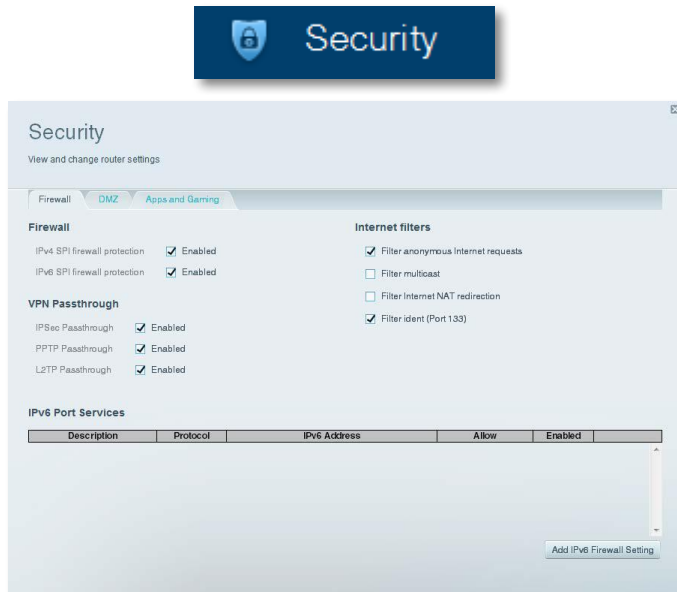 Security
Security
View and change router settings
Firewall DMZ Apps and Gaming
Firewall
IPv4 SPI firewall protection Enabled
IPv6 SPI firewall protection Enabled
VPN Passthrough
IPSec Passthrough Enabled
PPTP Passthrough Enabled
L2TP Passthrough Enabled
Internet filters
Filter anonymous Internet requests
Filter multicast
Filter Internet NAT redirection
Filter ident (Port 133)
IPv6 Port Services
Description Protocol IPv6 Address Allow Enabled
Add IPv6 Firewall Setting